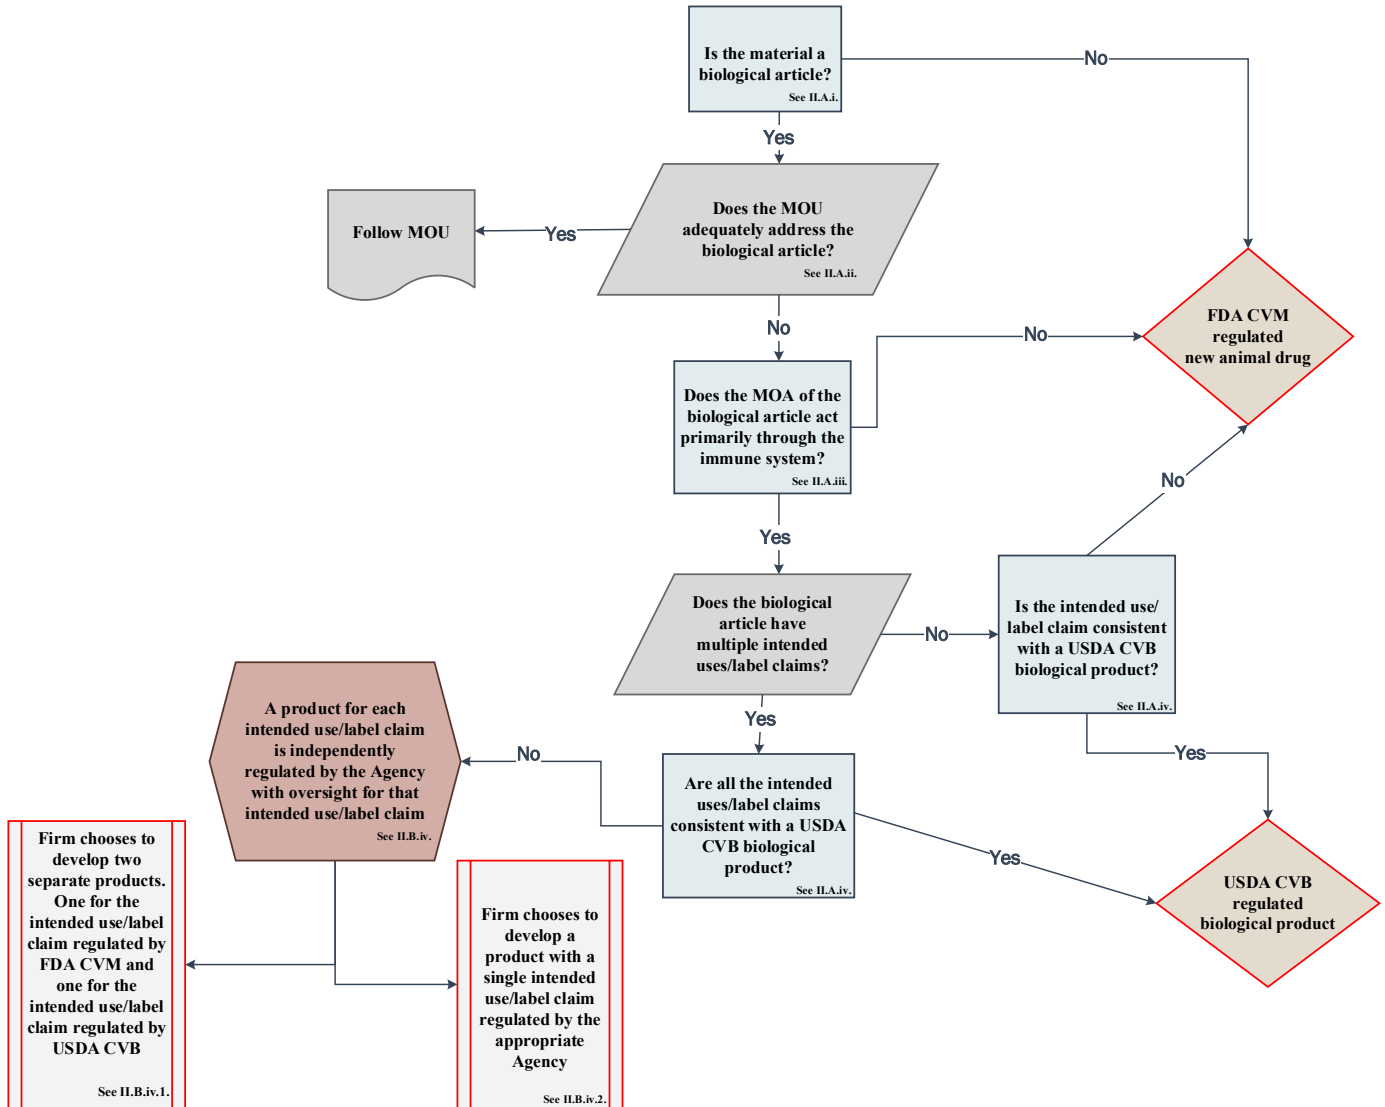 Is the material a
biological article?
See II.A.i.
No
Yes
Does the MOU
adequately address the
biological article?
See II.A.ii.
Yes
Follow MOU
No
FDA CVM
regulated
new animal drug
Does the MOA of the
biological article act
primarily through the
immune system?
See II.A.iii.
No
Yes
Does the biological
article have
multiple intended
uses/label claims?
No
Is the intended use/
label claim consistent
with a USDA CVB
biological product?
See II.A.iv.
No
Yes
Yes
Are all the intended
uses/label claims
consistent with a USDA
CVB biological
product?
See II.A.iv.
Yes
USDA CVB
regulated
biological product
No
A product for each
intended use/label claim
is independently
regulated by the Agency
with oversight for that
intended use/label claim
See II.B.iv.
Firm chooses to
develop two
separate products.
One for the
intended use/label
claim regulated by
FDA CVM and
one for the
intended use/label
claim regulated by
USDA CVB
See II.B.iv.1.
Firm chooses to
develop a
product with a
single intended
use/label claim
regulated by the
appropriate
Agency
See II.B.iv.2.